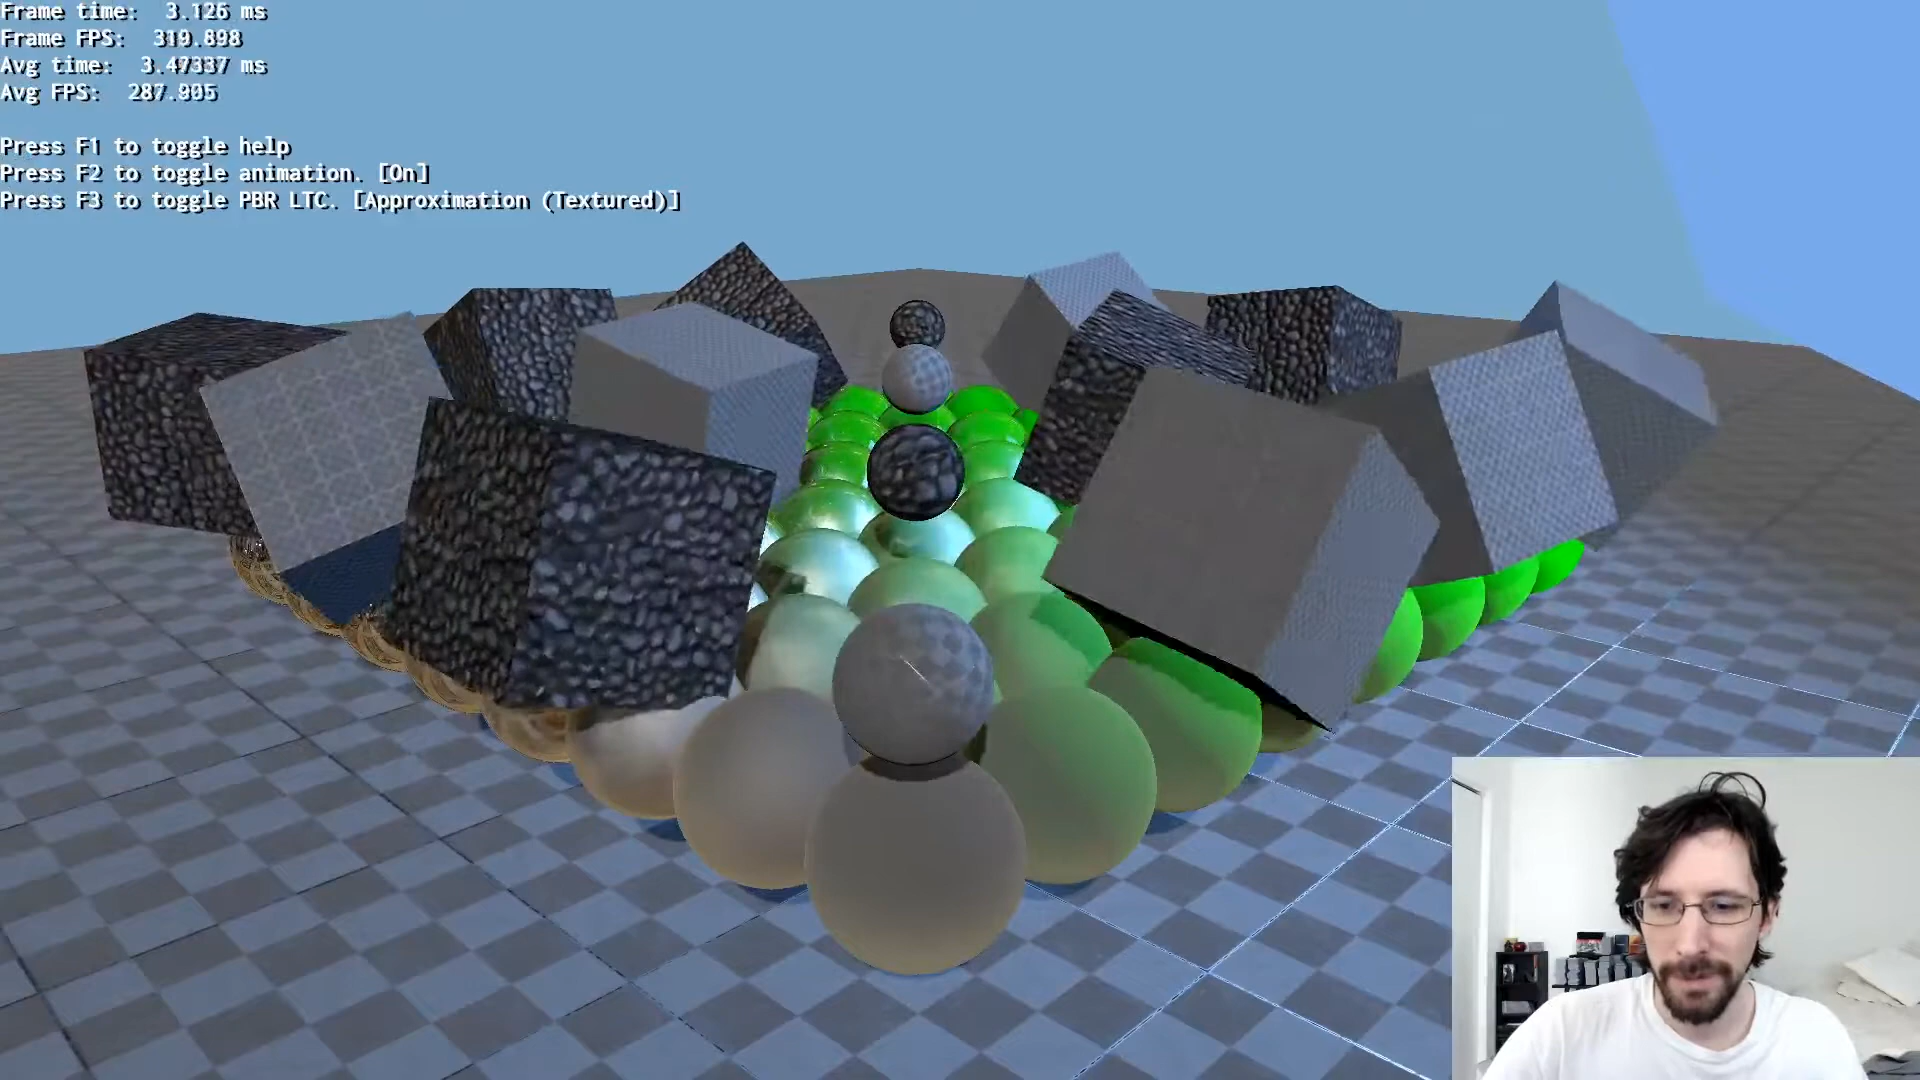 Frame time:  3.126 ms
Frame FPS:  319.898
Avg time:  3.47337 ms
Avg FPS:  287.905
Press F1 to toggle help
Press F2 to toggle animation. [On]
Press F3 to toggle PBR LTC. [Approximation (Textured)]